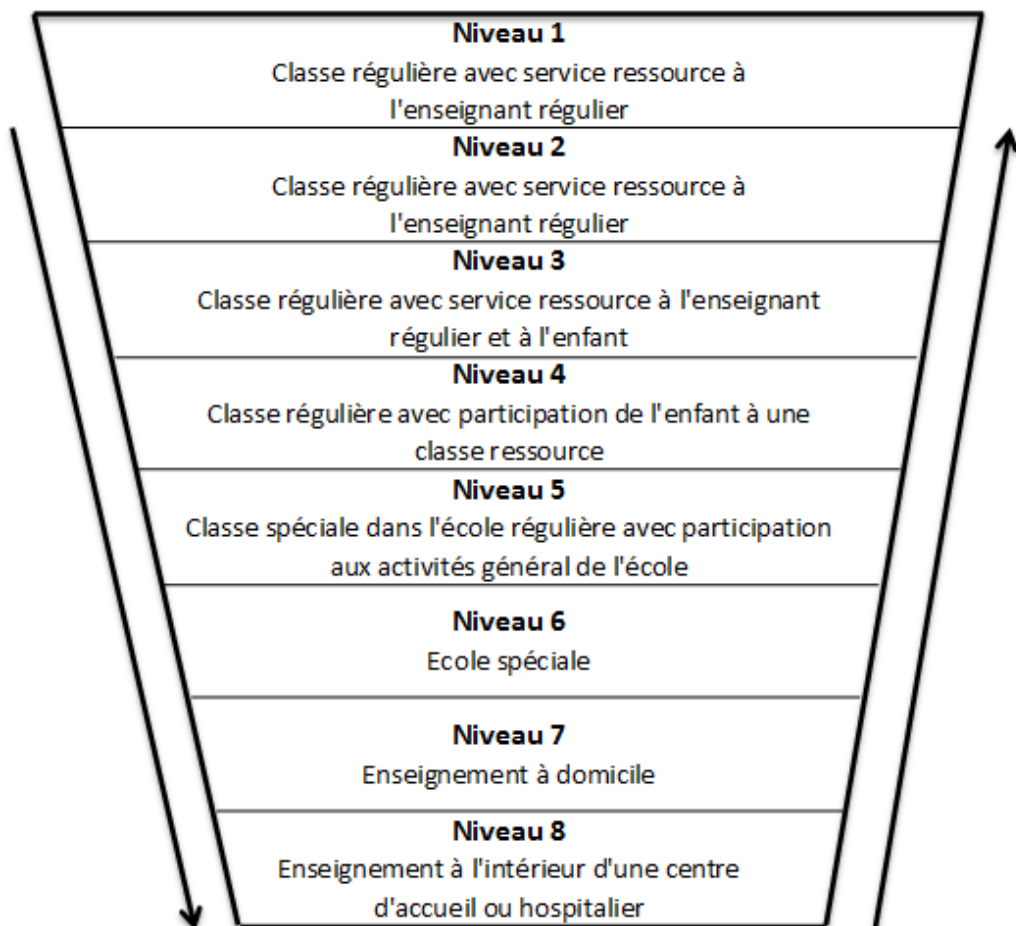 Niveau 1
Classe régulière avec service ressource à
l'enseignant régulier
Niveau 2
Classe régulière avec service ressource à
l'enseignant régulier
Niveau 3
Classe régulière avec service ressource à l'enseignant
régulier et à l'enfant
Niveau 4
Classe régulière avec participation de l'enfant à une
classe ressource
Niveau 5
Classe spéciale dans l'école régulière avec participation
aux activités général de l'école
Niveau 6
Ecole spéciale
Niveau 7
Enseignement à domicile
Niveau 8
Enseignement à l'intérieur d'une centre
d'accueil ou hospitalier